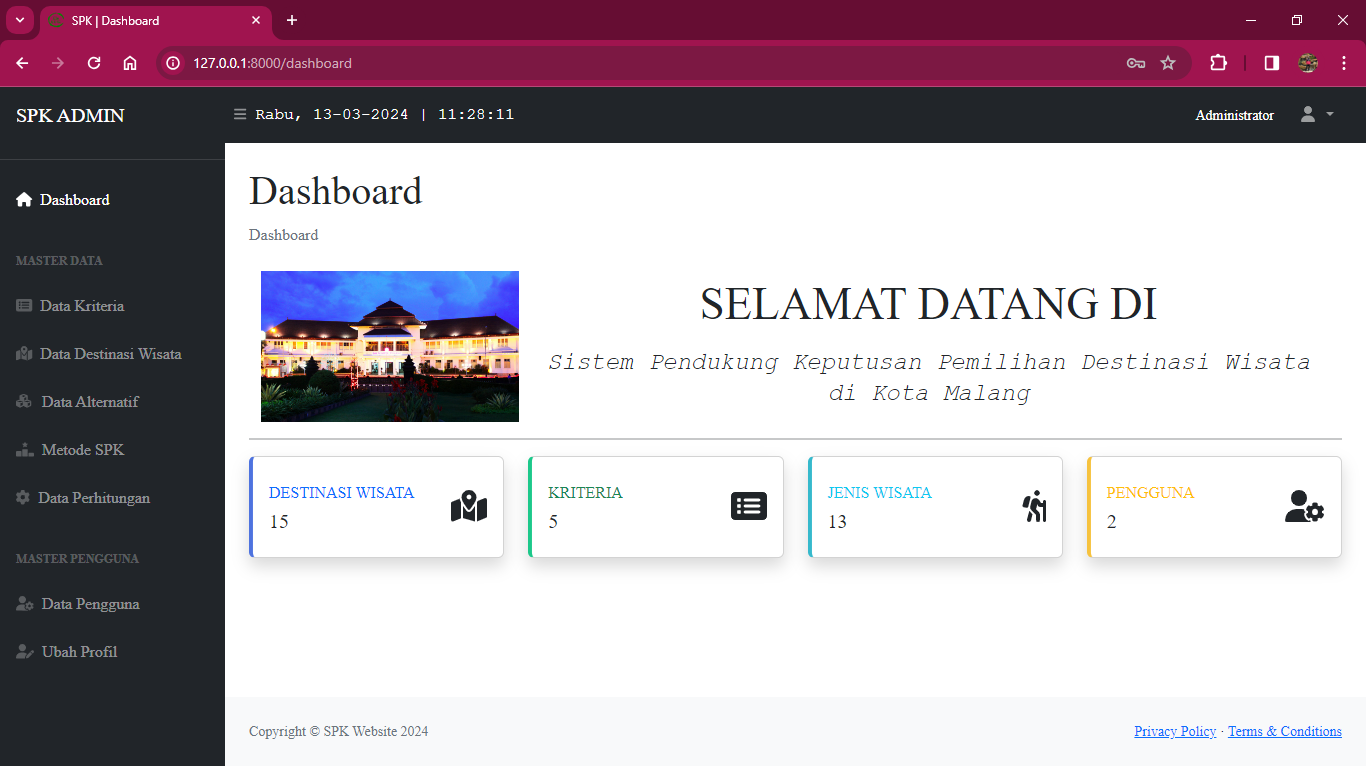 SPK | Dashboard
127.0.0.1:8000/dashboard
SPK ADMIN
Rabu, 13-03-2024 | 11:28:11
Administrator
Dashboard
MASTER DATA
Data Kriteria
Data Destinasi Wisata
Data Alternatif
Metode SPK
Data Perhitungan
MASTER PENGGUNA
Data Pengguna
Ubah Profil
Dashboard
Dashboard
SELAMAT DATANG DI
Sistem Pendukung Keputusan Pemilihan Destinasi Wisata
di Kota Malang
DESTINASI WISATA
15
KRITERIA
5
JENIS WISATA
13
PENGGUNA
2
Copyright © SPK Website 2024
Privacy Policy · Terms & Conditions